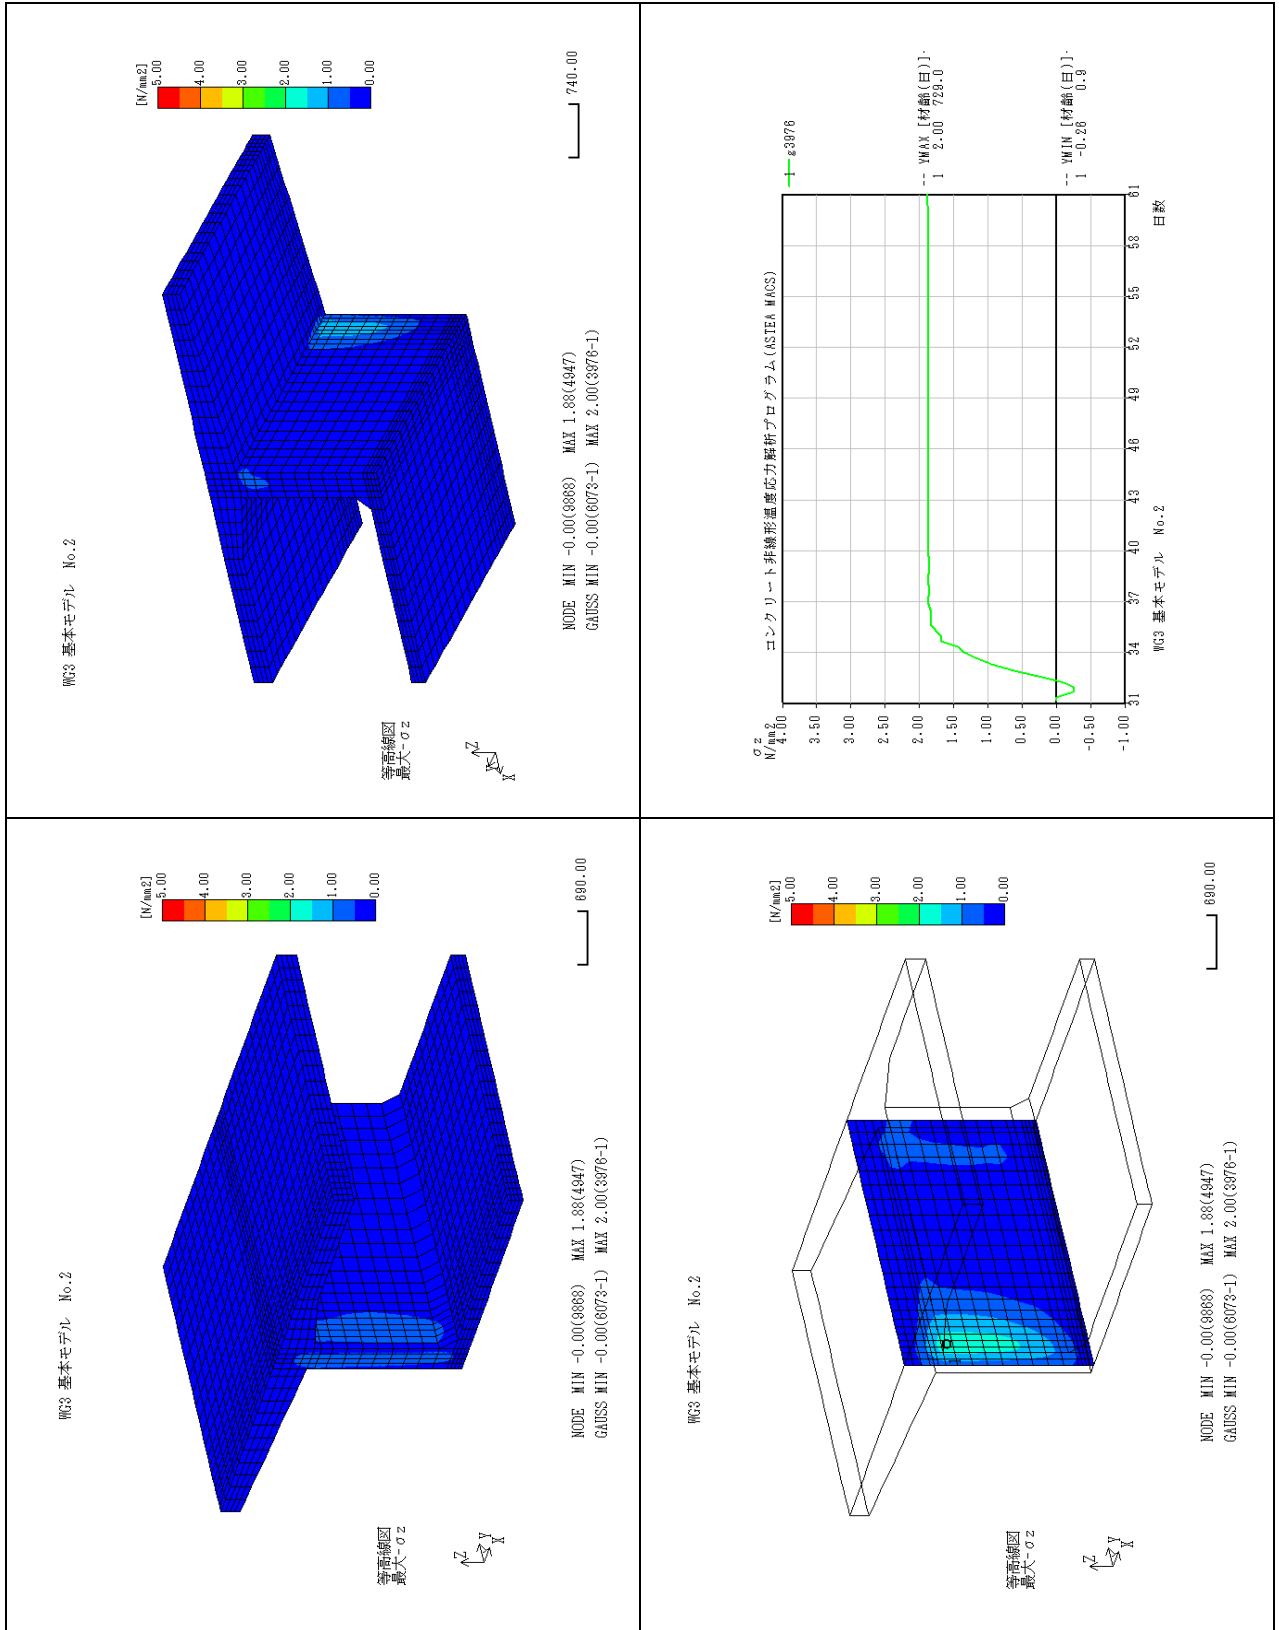 WG3 基本モデル No.2
[N/mm2]
5.00
4.00
3.00
2.00
1.00
0.00
等高線図
最大-σz
Z
Y
X
740.00
NODE MIN -0.00(9868) MAX 1.88(4947)
GAUSS MIN -0.00(6073-1) MAX 2.00(3976-1)
コンクリート非線形温度応力解析プログラム(ASTEA MACS)
σz
N/mm2
4.00
3.50
3.00
2.50
2.00
1.50
1.00
0.50
0.00
-0.50
-1.00
31
34
37
40
43
46
49
52
55
58
61
日数
1 g3976
-- YMAX [材齢(日)]
1 2.00 729.0
-- YMIN [材齢(日)]
1 -0.26 0.9
WG3 基本モデル No.2
WG3 基本モデル No.2
[N/mm2]
5.00
4.00
3.00
2.00
1.00
0.00
等高線図
最大-σz
Z
Y
X
690.00
NODE MIN -0.00(9868) MAX 1.88(4947)
GAUSS MIN -0.00(6073-1) MAX 2.00(3976-1)
WG3 基本モデル No.2
[N/mm2]
5.00
4.00
3.00
2.00
1.00
0.00
等高線図
最大-σz
Z
Y
X
690.00
NODE MIN -0.00(9868) MAX 1.88(4947)
GAUSS MIN -0.00(6073-1) MAX 2.00(3976-1)